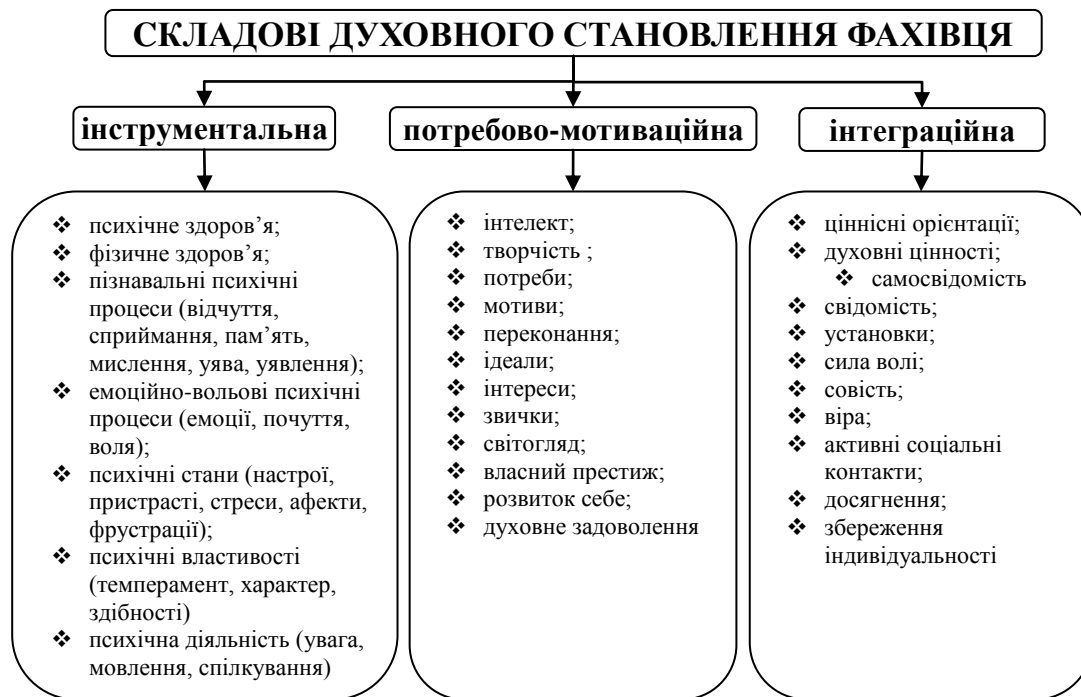 СКЛАДОВІ ДУХОВНОГО СТАНОВЛЕННЯ ФАХІВЦЯ
інструментальна
❖ психічне здоров’я;
❖ фізичне здоров’я;
❖ пізнавальні психічні
процеси (відчуття,
сприймання, пам’ять,
мислення, уява, уявлення);
❖ емоційно-вольові психічні
процеси (емоції, почуття,
воля);
❖ психічні стани (настрої,
пристрасті, стреси, афекти,
фрустрації);
❖ психічні властивості
(темперамент, характер,
здібності)
❖ психічна діяльність (увага,
мовлення, спілкування)
потребово-мотиваційна
❖ інтелект;
❖ творчість ;
❖ потреби;
❖ мотиви;
❖ переконання;
❖ ідеали;
❖ інтереси;
❖ звички;
❖ світогляд;
❖ власний престиж;
❖ розвиток себе;
❖ духовне задоволення
інтеграційна
❖ ціннісні орієнтації;
❖ духовні цінності;
❖ самосвідомість
❖ свідомість;
❖ установки;
❖ сила волі;
❖ совість;
❖ віра;
❖ активні соціальні
контакти;
❖ досягнення;
❖ збереження
індивідуальності